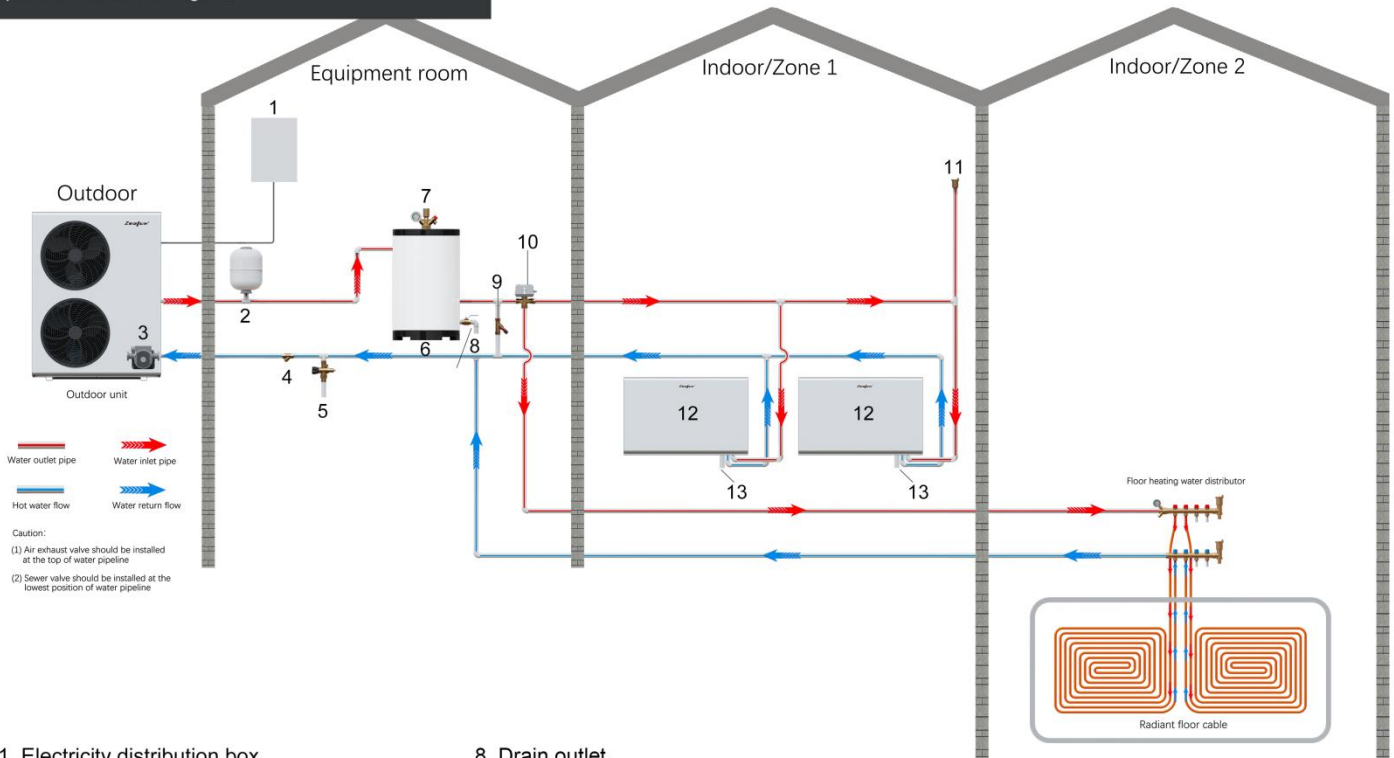 Equipment room
Indoor/Zone 1
Indoor/Zone 2
1
11
Outdoor
7
10
9
2
3
6
8
4
5
12
12
Outdoor unit
13
13
Water outlet pipe
Water inlet pipe
Hot water flow
Water return flow
Floor heating water distributor
Caution:
(1) Air exhaust valve should be installed
at the top of water pipeline
(2) Sewer valve should be installed at the
lowest position of water pipeline
Radiant floor cable
1. Electricity distribution box
8. Drain outlet